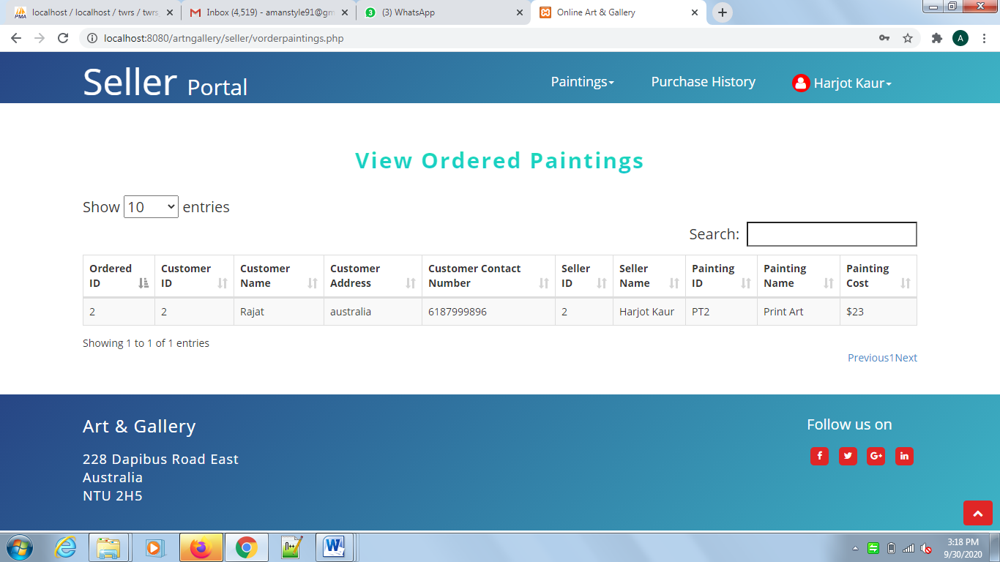 localhost / localhost / twrs / twrs
Inbox (4,519) - amanstyle91@gm
(3) WhatsApp
Online Art & Gallery
localhost:8080/artngallery/seller/vorderpaintings.php
A
Seller Portal
Paintings
Purchase History
Harjot Kaur
View Ordered Paintings
Show 10 entries
Search:
Ordered ID Customer ID Customer Name Customer Address Customer Contact Number Seller ID Seller Name Painting ID Painting Name Painting Cost
2 2 Rajat australia 6187999896 2 Harjot Kaur PT2 Print Art $23
Showing 1 to 1 of 1 entries
Previous1Next
Art & Gallery
228 Dapibus Road East
Australia
NTU 2H5
Follow us on
3:18 PM
9/30/2020